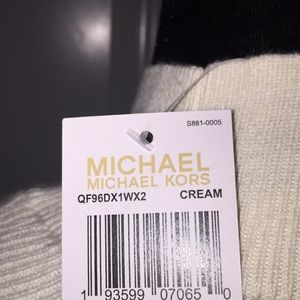 S881-0005
MICHAEL
MICHAEL KORS
QF96DX1WX2 CREAM
1 93599 07065 0